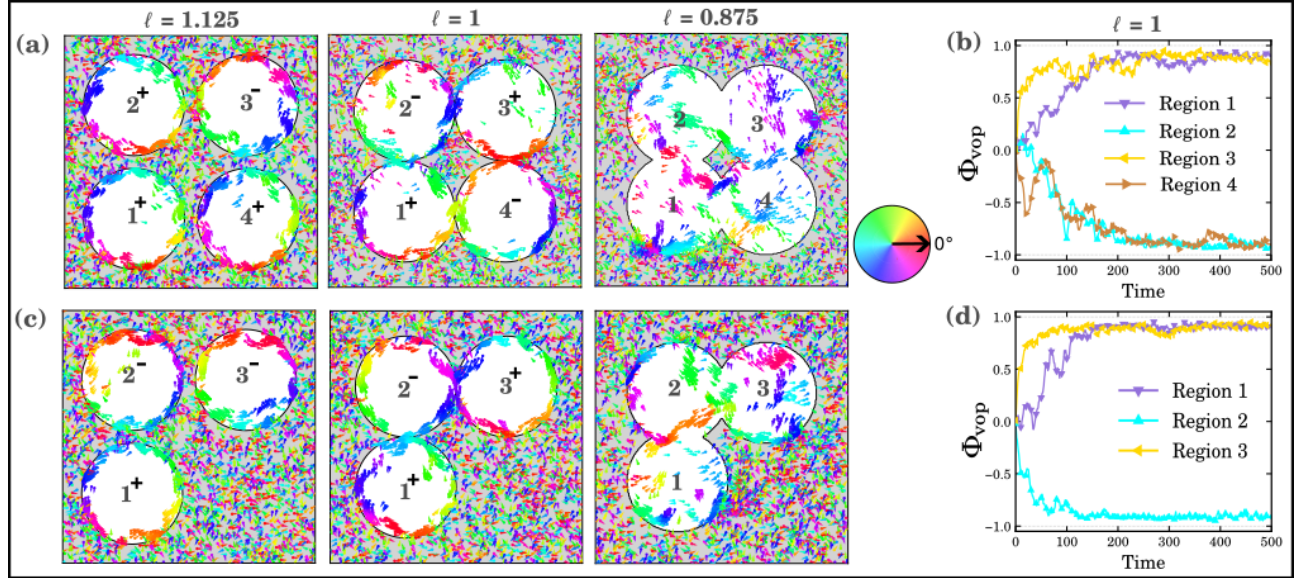 ℓ = 1.125
ℓ = 1
ℓ = 0.875
ℓ = 1
(a)
2+
3−
1+
4+
2−
3+
1+
4−
2
3
1
4
0°
(b)
1.0
0.5
0.0
−0.5
−1.0
Φvop
Region 1
Region 2
Region 3
Region 4
0 100 200 300 400 500
Time
(c)
2−
3−
1+
2−
3+
1+
2
3
1
(d)
1.0
0.5
0.0
−0.5
−1.0
Φvop
Region 1
Region 2
Region 3
0 100 200 300 400 500
Time